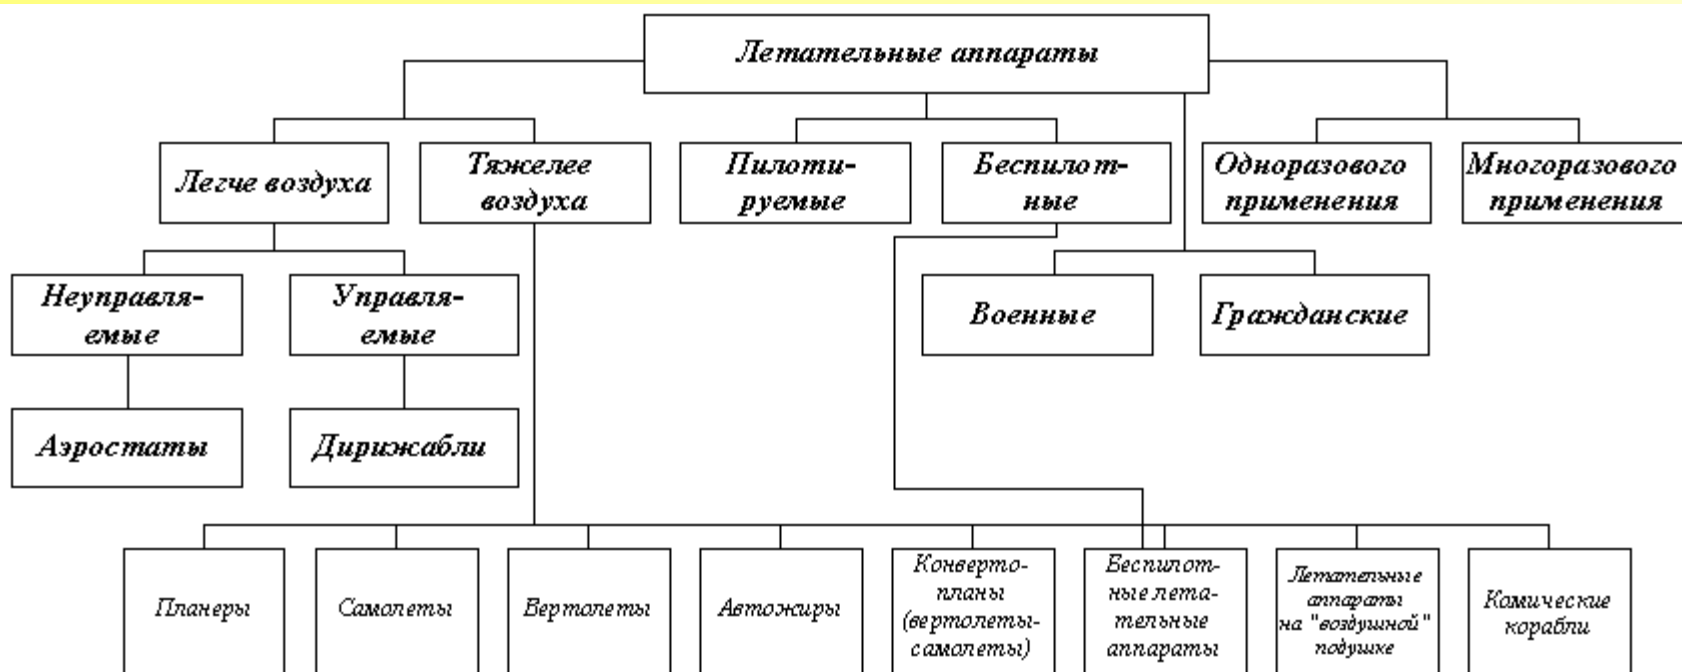 Летательные аппараты
Легче воздуха
Тяжелее
воздуха
Пилоти-
руемые
Беспилот-
ные
Одноразового
применения
Многоразового
применения
Неуправля-
емые
Управля-
емые
Военные
Гражданские
Аэростаты
Дирижабли
Планеры
Самолеты
Вертолеты
Автожиры
Конверто-
планы
(вертолеты-
самолеты)
Беспилот-
ные лета-
тельные
аппараты
Летательные
аппараты
на "воздушной"
подушке
Комические
корабли